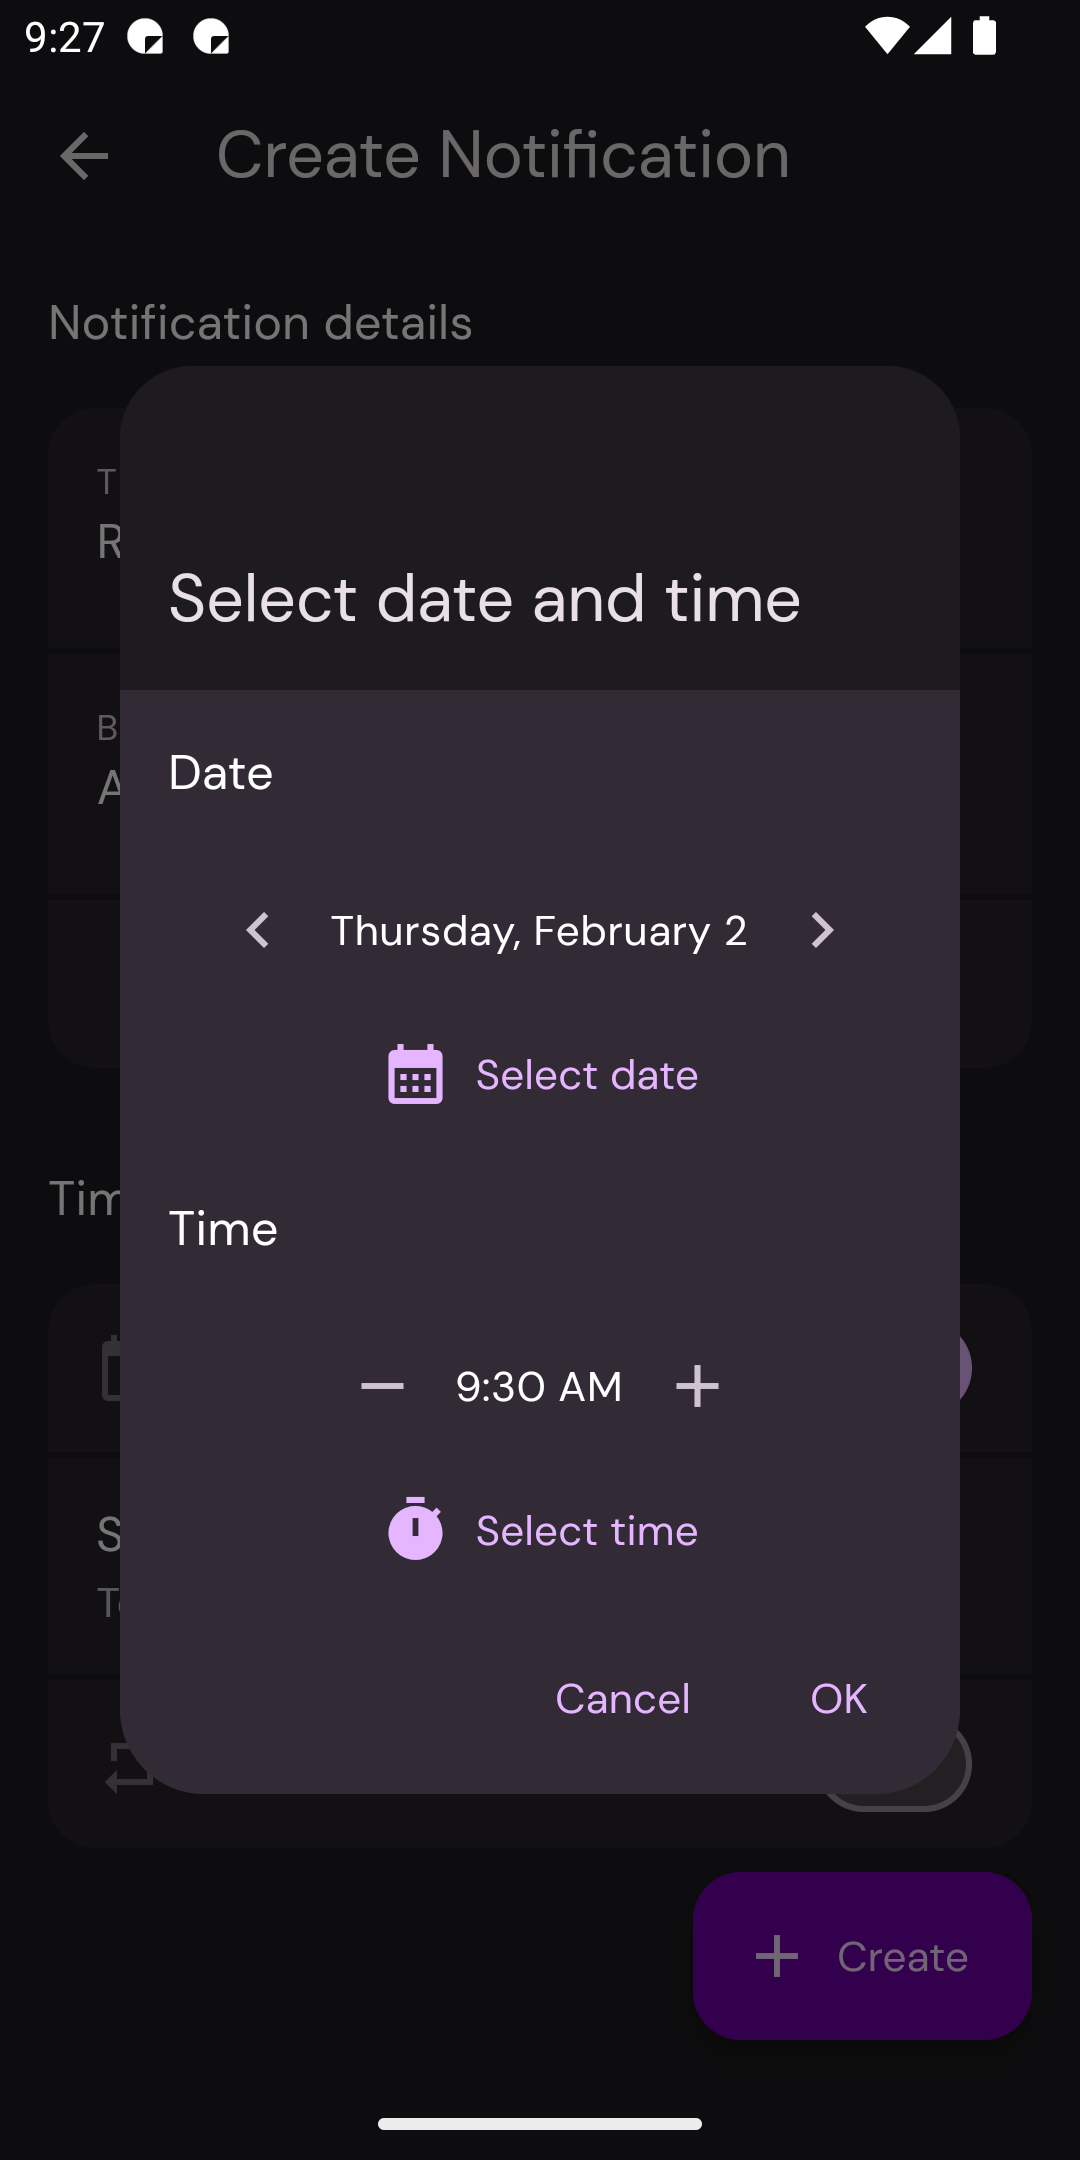 9:27
Create Notification
Notification details
Select date and time
Date
Thursday, February 2
Select date
Time
9:30 AM
Select time
Cancel
OK
Create